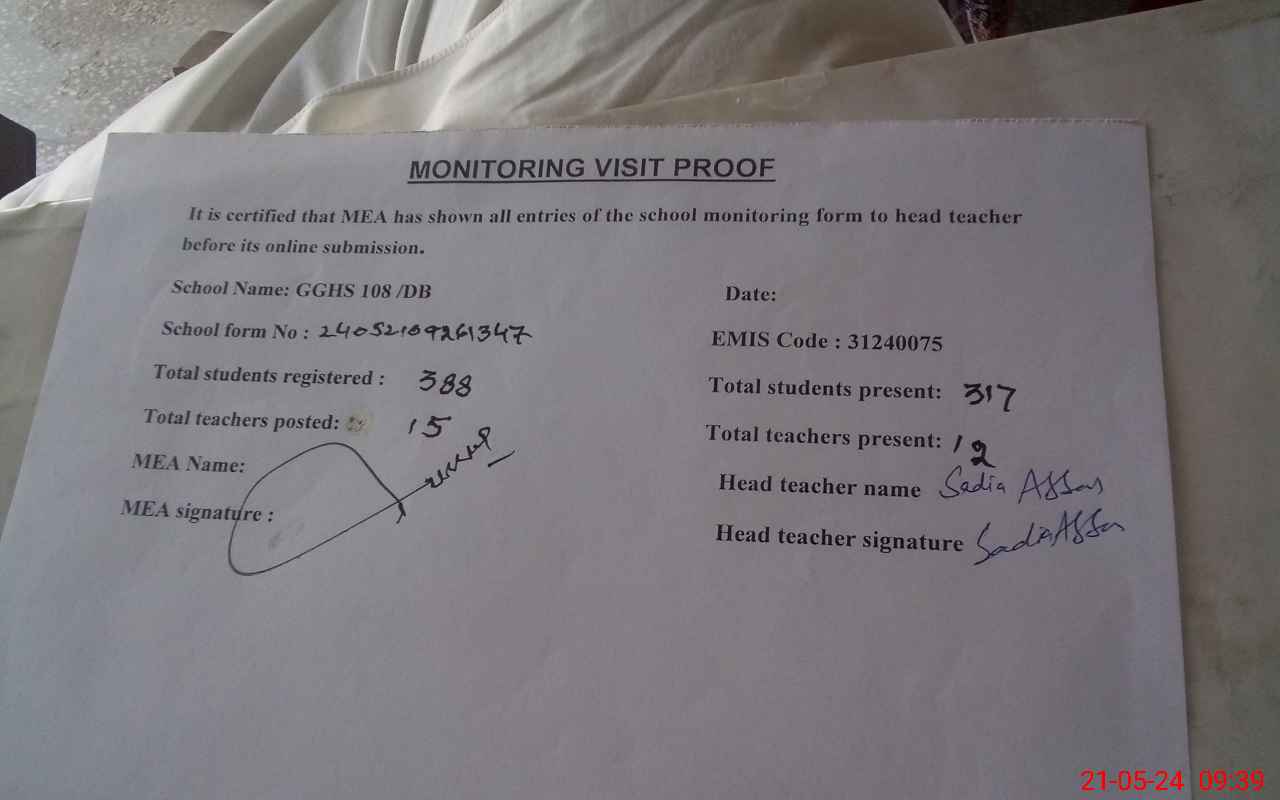 MONITORING VISIT PROOF
It is certified that MEA has shown all entries of the school monitoring form to head teacher
before its online submission.
School Name: GGHS 108 /DB
Date:
School form No : 24052109261347
EMIS Code : 31240075
Total students registered : 388
Total students present: 317
Total teachers posted: 15
Total teachers present: 12
MEA Name:
Head teacher name Sadia
MEA signature :
Head teacher signature Sadia
21-05-24 09:39